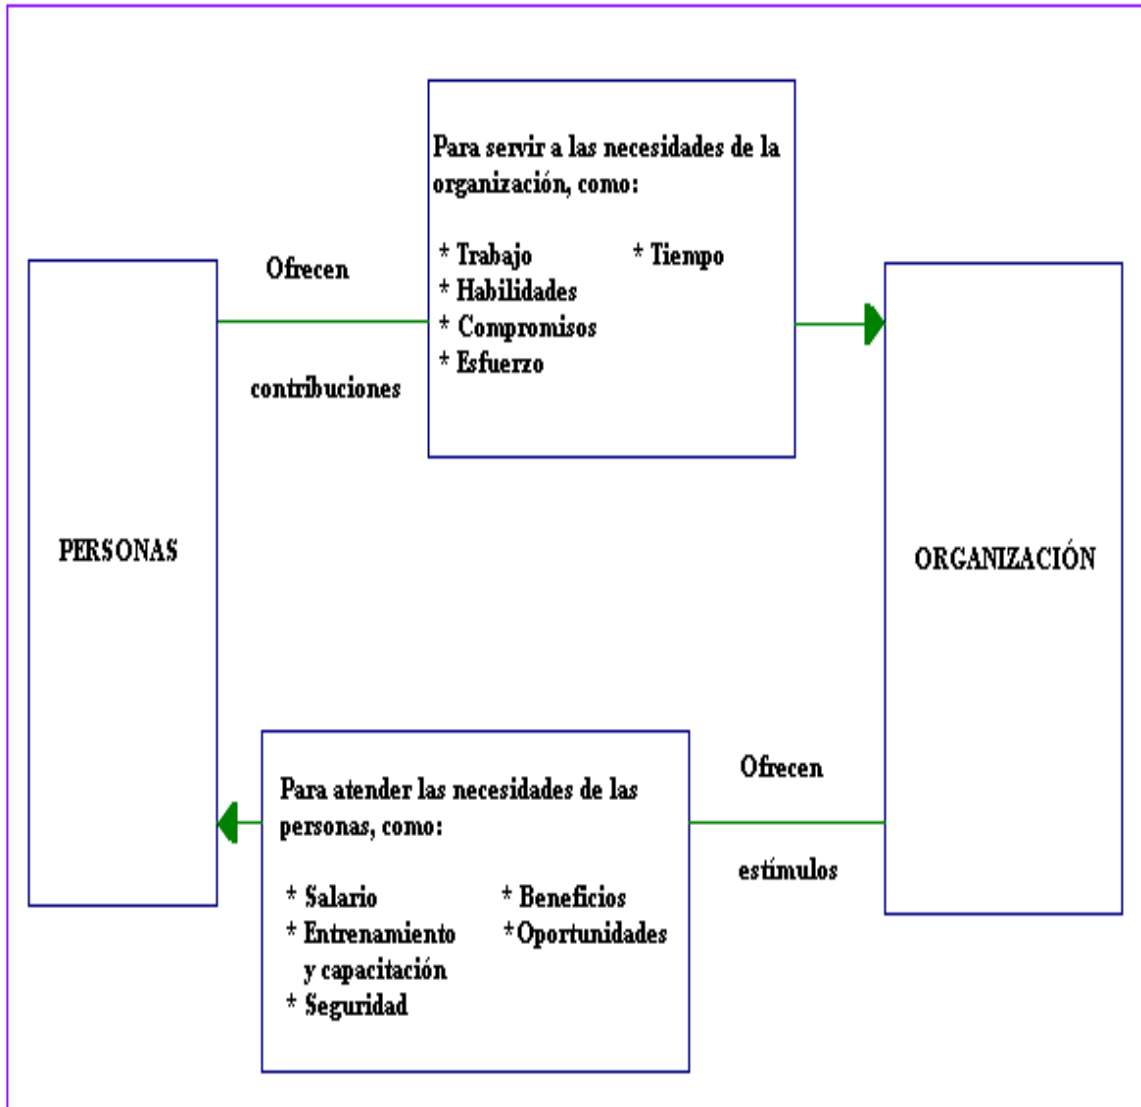 Para servir a las necesidades de la
organización, como:
* Trabajo * Tiempo
* Habilidades
* Compromisos
* Esfuerzo
Ofrecen
contribuciones
PERSONAS
ORGANIZACIÓN
Ofrecen
estímulos
Para atender las necesidades de las
personas, como:
* Salario * Beneficios
* Entrenamiento *Oportunidades
y capacitación
* Seguridad